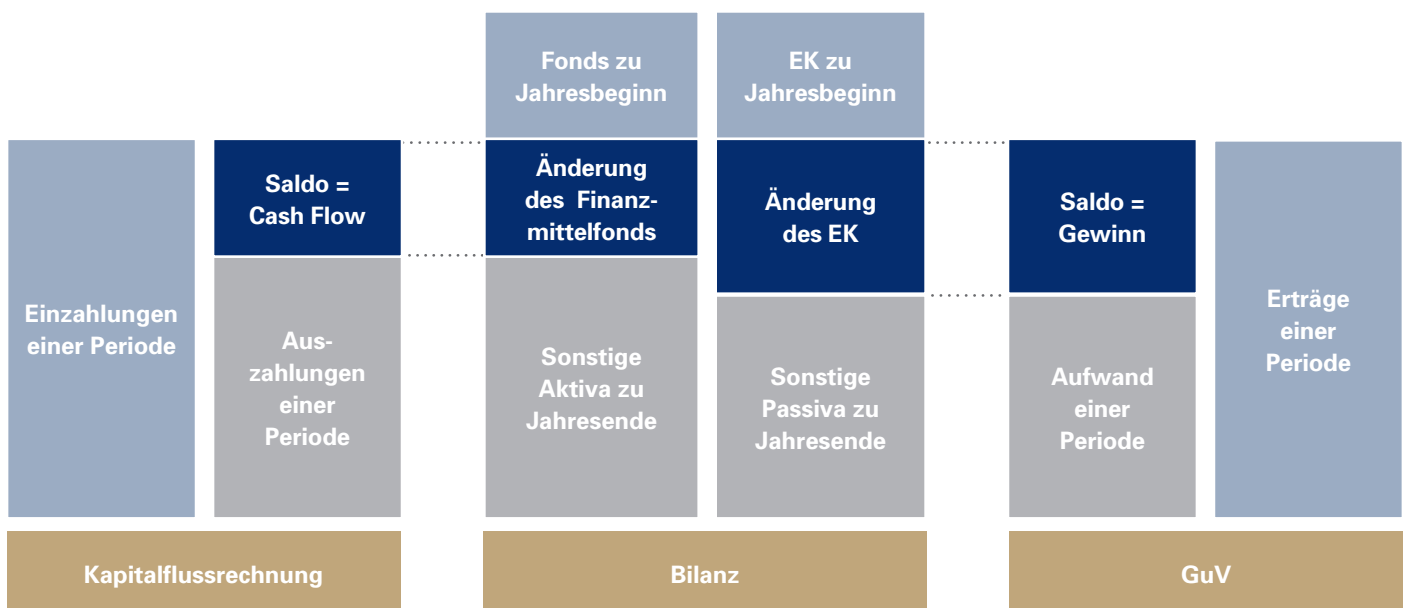 Fonds zu
Jahresbeginn
EK zu
Jahresbeginn
Einzahlungen
einer Periode
Saldo =
Cash Flow
Aus-
zahlungen
einer
Periode
Änderung
des Finanz-
mittelfonds
Sonstige
Aktiva zu
Jahresende
Änderung
des EK
Sonstige
Passiva zu
Jahresende
Saldo =
Gewinn
Aufwand
einer
Periode
Erträge
einer
Periode
Kapitalflussrechnung
Bilanz
GuV